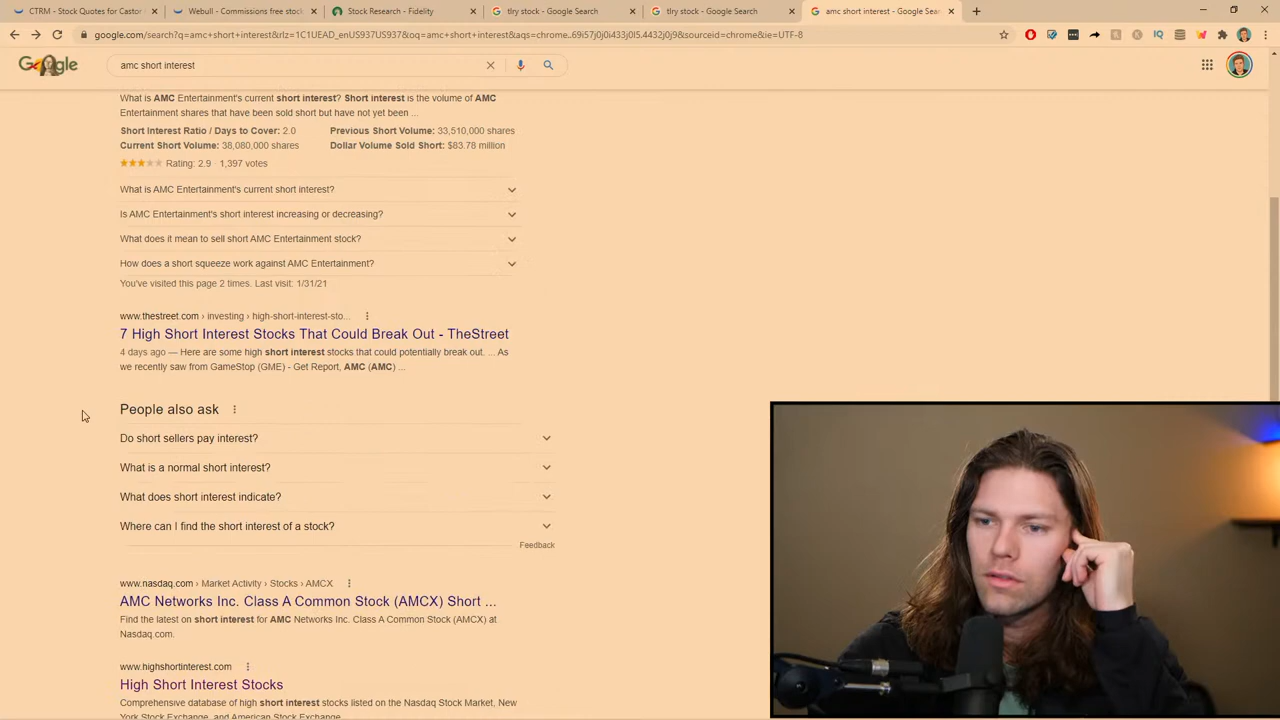 CTRM - Stock Quotes for Castor
Webull - Commissions free stock
Stock Research - Fidelity
tlry stock - Google Search
tlry stock - Google Search
amc short interest - Google Sear
google.com/search?q=amc+short+interest&rlz=1C1UEAD_enUS937US937&oq=amc+short+interest&aqs=chrome..69i57j0j0i433j0l5.4432j0j9&sourceid=chrome&ie=UTF-8
amc short interest
What is AMC Entertainment's current short interest? Short interest is the volume of AMC
Entertainment shares that have been sold short but have not yet been ...
Short Interest Ratio / Days to Cover: 2.0 Previous Short Volume: 33,510,000 shares
Current Short Volume: 38,080,000 shares Dollar Volume Sold Short: $83.78 million
Rating: 2.9 · 1,397 votes
What is AMC Entertainment's current short interest?
Is AMC Entertainment's short interest increasing or decreasing?
What does it mean to sell short AMC Entertainment stock?
How does a short squeeze work against AMC Entertainment?
You've visited this page 2 times. Last visit: 1/31/21
www.thestreet.com › investing › high-short-interest-sto...
7 High Short Interest Stocks That Could Break Out - TheStreet
4 days ago — Here are some high short interest stocks that could potentially break out. ... As
we recently saw from GameStop (GME) - Get Report, AMC (AMC) ...
People also ask
Do short sellers pay interest?
What is a normal short interest?
What does short interest indicate?
Where can I find the short interest of a stock?
Feedback
www.nasdaq.com › Market Activity › Stocks › AMCX
AMC Networks Inc. Class A Common Stock (AMCX) Short ...
Find the latest on short interest for AMC Networks Inc. Class A Common Stock (AMCX) at
Nasdaq.com.
www.highshortinterest.com
High Short Interest Stocks
Comprehensive database of high short interest stocks listed on the Nasdaq Stock Market, New
York Stock Exchange, and American Stock Exchange.